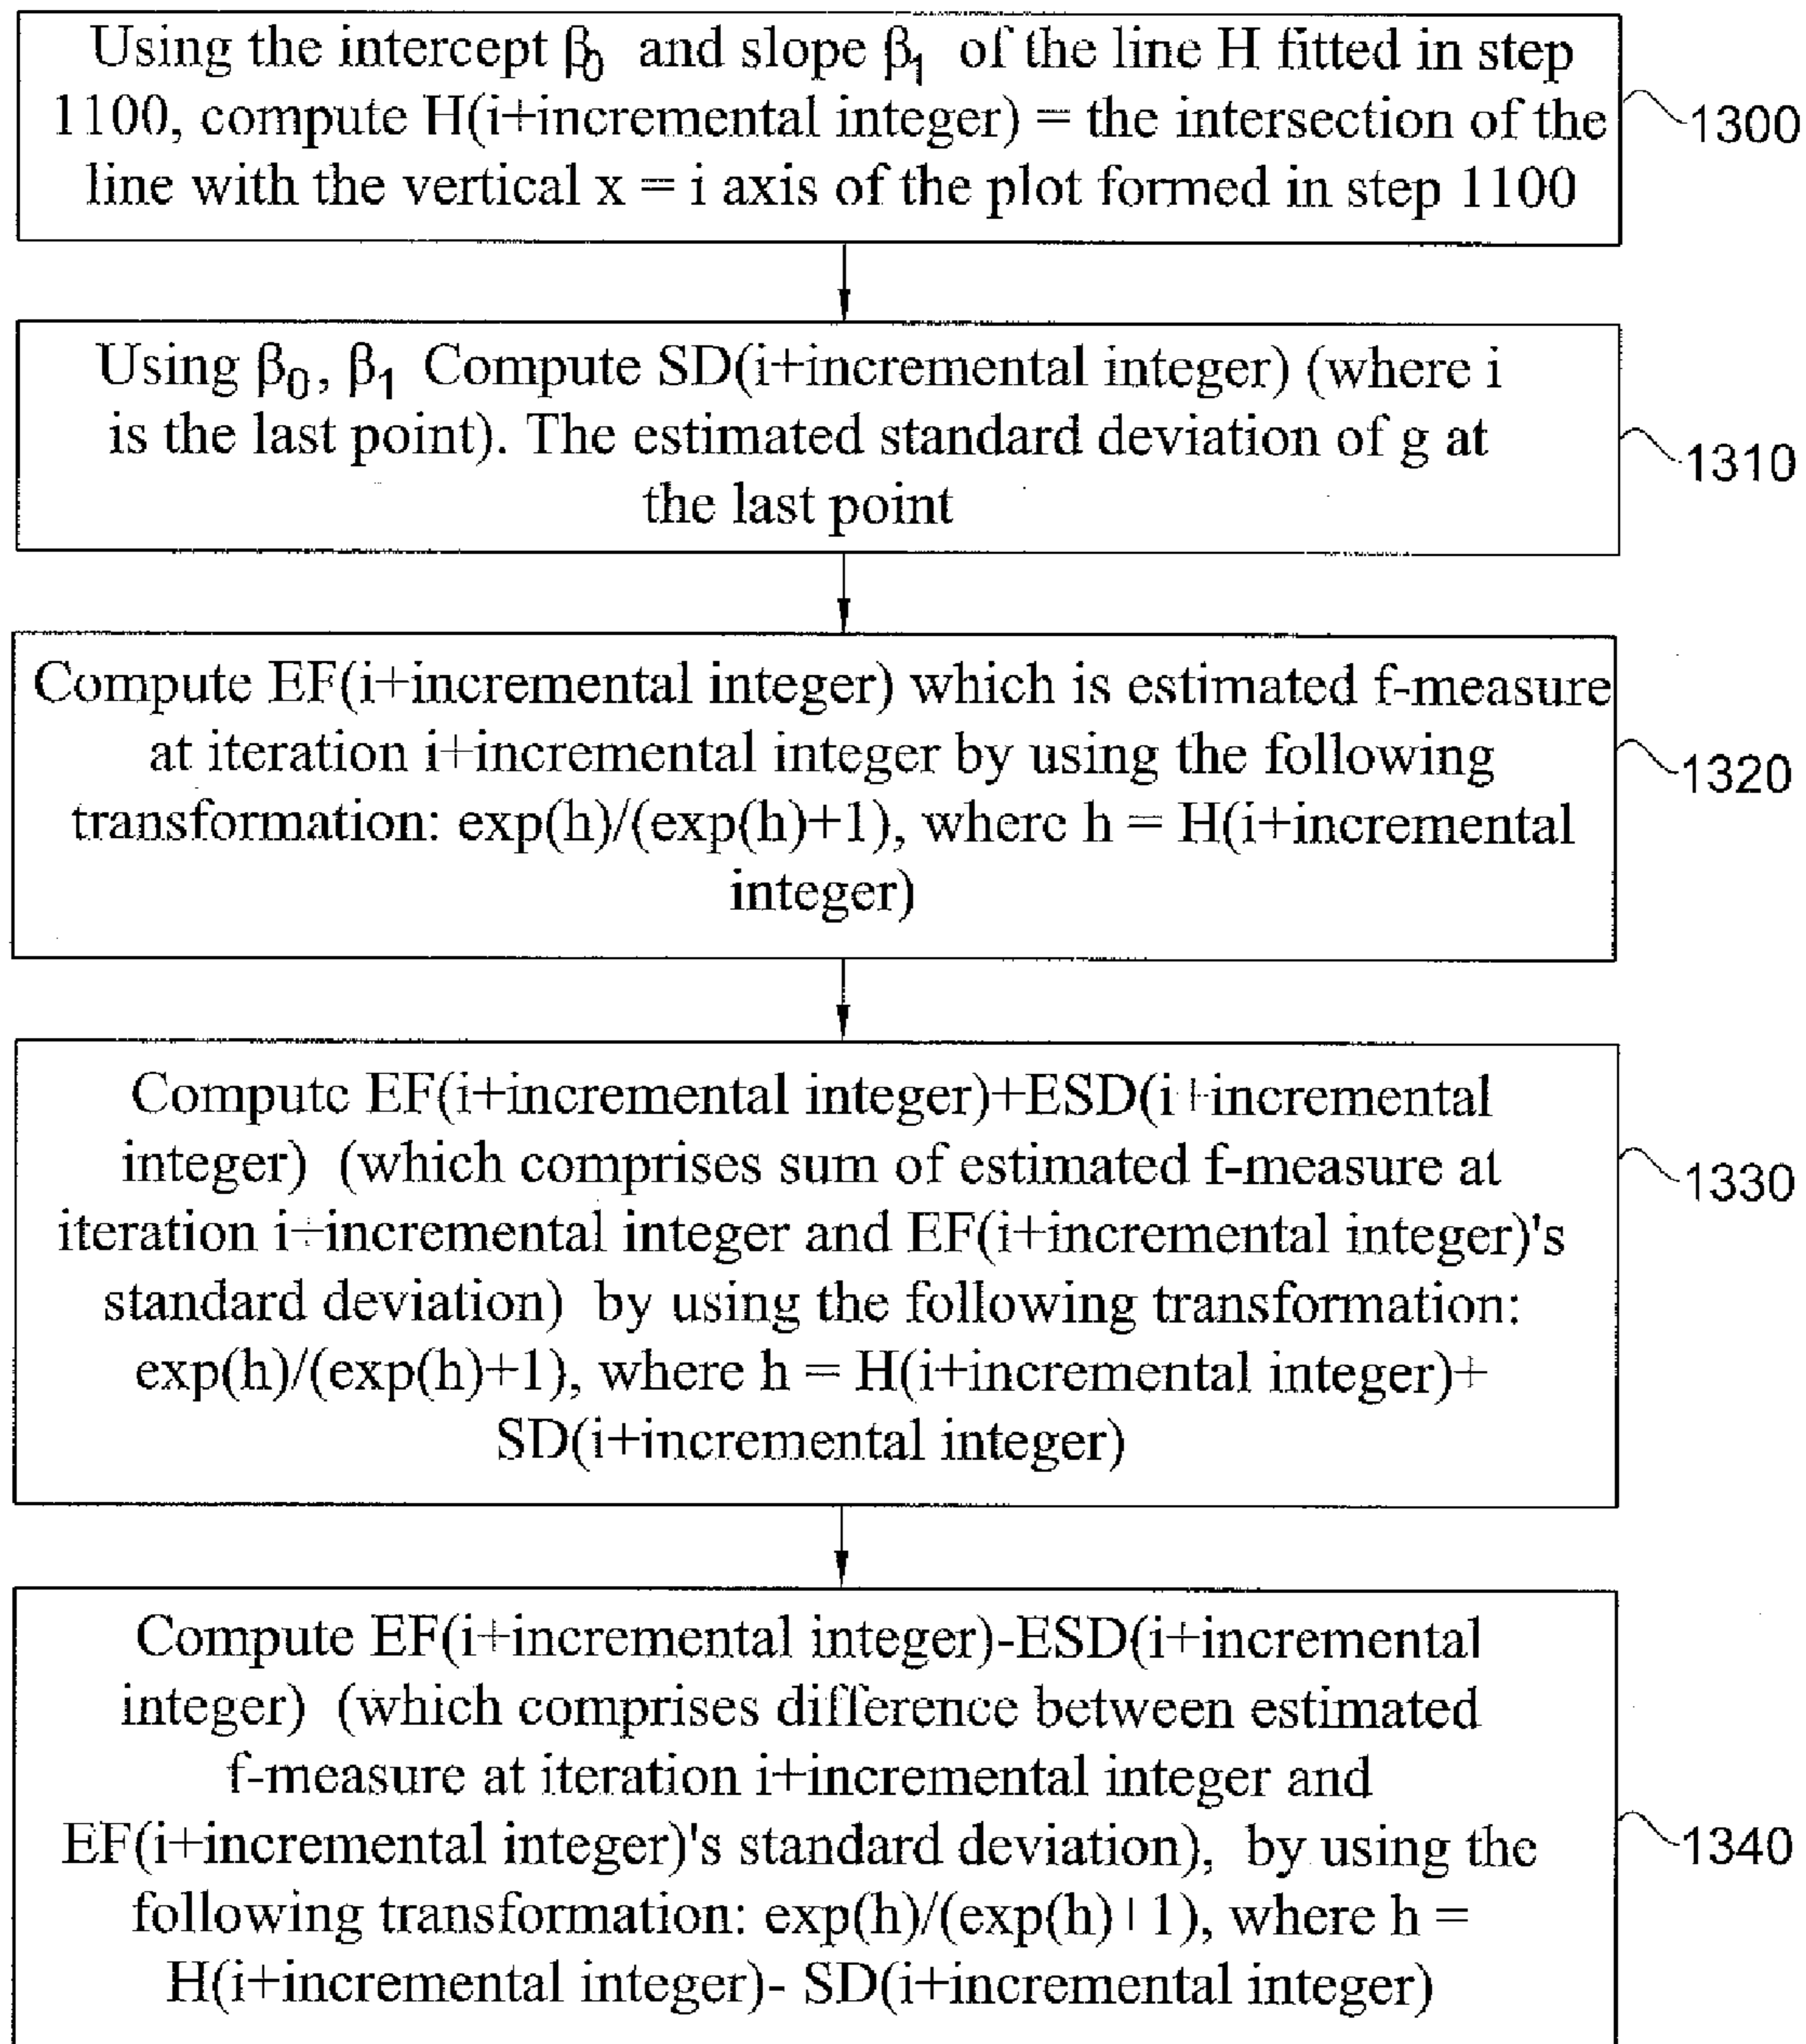 Using the intercept β₀ and slope β₁ of the line H fitted in step
1100, compute H(i+incremental integer) = the intersection of the
line with the vertical x = i axis of the plot formed in step 1100
1300
Using β₀, β₁ Compute SD(i+incremental integer) (where i
is the last point). The estimated standard deviation of g at
the last point
1310
Compute EF(i+incremental integer) which is estimated f-measure
at iteration i+incremental integer by using the following
transformation: exp(h)/(exp(h)+1), where h = H(i+incremental
integer)
1320
Compute EF(i+incremental integer)+ESD(i+incremental
integer) (which comprises sum of estimated f-measure at
iteration i+incremental integer and EF(i+incremental integer)'s
standard deviation) by using the following transformation:
exp(h)/(exp(h)+1), where h = H(i+incremental integer)+
SD(i+incremental integer)
1330
Compute EF(i+incremental integer)-ESD(i+incremental
integer) (which comprises difference between estimated
f-measure at iteration i+incremental integer and
EF(i+incremental integer)'s standard deviation), by using the
following transformation: exp(h)/(exp(h)+1), where h =
H(i+incremental integer)- SD(i+incremental integer)
1340